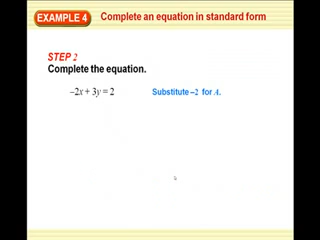 EXAMPLE 4 Complete an equation in standard form
STEP 2
Complete the equation.
–2x + 3y = 2 Substitute –2 for A.